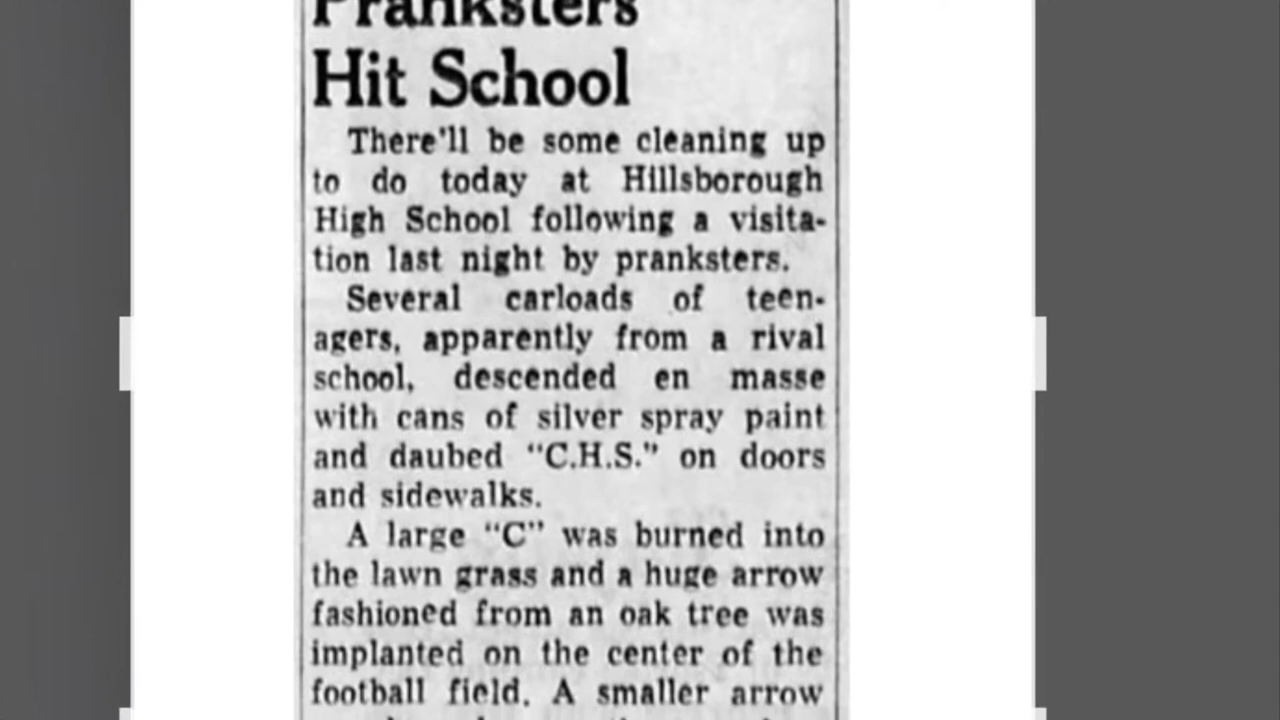 Pranksters
Hit School
There'll be some cleaning up
to do today at Hillsborough
High School following a visita-
tion last night by pranksters.
Several carloads of teen-
agers, apparently from a rival
school, descended en masse
with cans of silver spray paint
and daubed "C.H.S." on doors
and sidewalks.
A large "C" was burned into
the lawn grass and a huge arrow
fashioned from an oak tree was
implanted on the center of the
football field. A smaller arrow